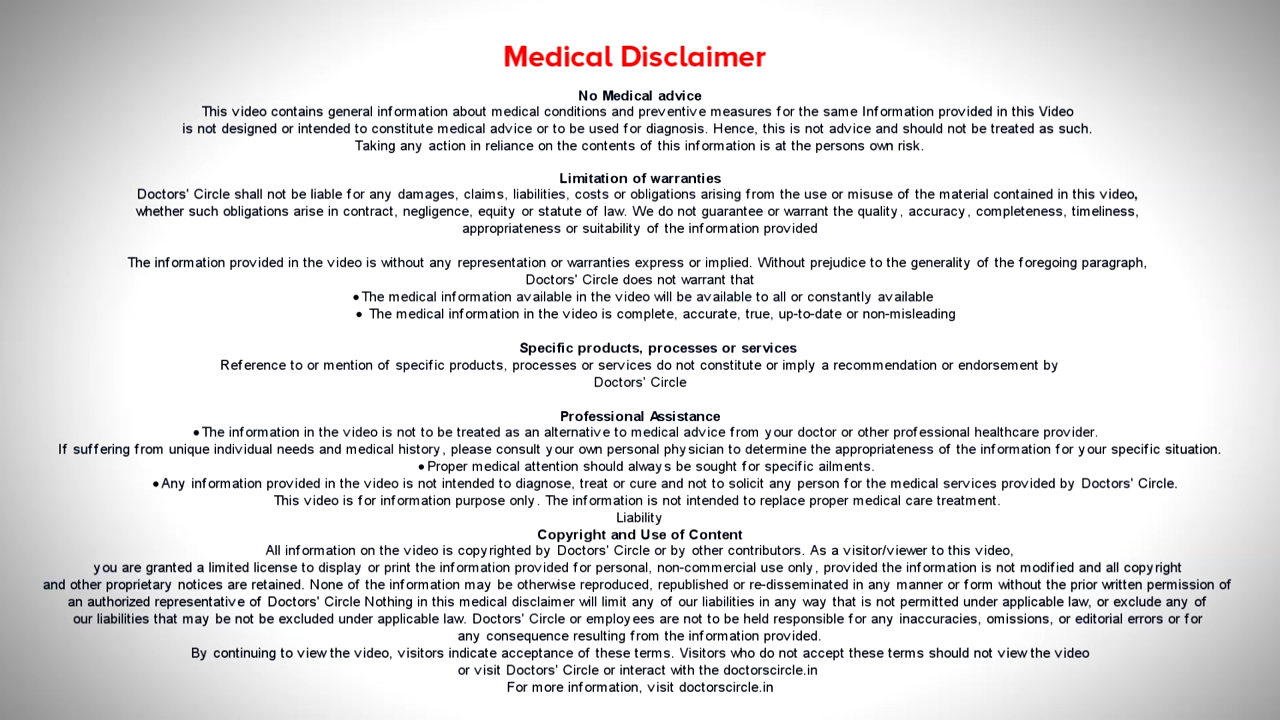 Medical Disclaimer
No Medical advice
This video contains general information about medical conditions and preventive measures for the same Information provided in this Video
is not designed or intended to constitute medical advice or to be used for diagnosis. Hence, this is not advice and should not be treated as such.
Taking any action in reliance on the contents of this information is at the persons own risk.
Limitation of warranties
Doctors' Circle shall not be liable for any damages, claims, liabilities, costs or obligations arising from the use or misuse of the material contained in this video,
whether such obligations arise in contract, negligence, equity or statute of law. We do not guarantee or warrant the quality, accuracy, completeness, timeliness,
appropriateness or suitability of the information provided
The information provided in the video is without any representation or warranties express or implied. Without prejudice to the generality of the foregoing paragraph,
Doctors' Circle does not warrant that
•The medical information available in the video will be available to all or constantly available
• The medical information in the video is complete, accurate, true, up-to-date or non-misleading
Specific products, processes or services
Reference to or mention of specific products, processes or services do not constitute or imply a recommendation or endorsement by
Doctors' Circle
Professional Assistance
•The information in the video is not to be treated as an alternative to medical advice from your doctor or other professional healthcare provider.
If suffering from unique individual needs and medical history, please consult your own personal physician to determine the appropriateness of the information for your specific situation.
•Proper medical attention should always be sought for specific ailments.
•Any information provided in the video is not intended to diagnose, treat or cure and not to solicit any person for the medical services provided by Doctors' Circle.
This video is for information purpose only. The information is not intended to replace proper medical care treatment.
Liability
Copyright and Use of Content
All information on the video is copyrighted by Doctors' Circle or by other contributors. As a visitor/viewer to this video,
you are granted a limited license to display or print the information provided for personal, non-commercial use only, provided the information is not modified and all copyright
and other proprietary notices are retained. None of the information may be otherwise reproduced, republished or re-disseminated in any manner or form without the prior written permission of
an authorized representative of Doctors' Circle Nothing in this medical disclaimer will limit any of our liabilities in any way that is not permitted under applicable law, or exclude any of
our liabilities that may be not be excluded under applicable law. Doctors' Circle or employees are not to be held responsible for any inaccuracies, omissions, or editorial errors or for
any consequence resulting from the information provided.
By continuing to view the video, visitors indicate acceptance of these terms. Visitors who do not accept these terms should not view the video
or visit Doctors' Circle or interact with the doctorscircle.in
For more information, visit doctorscircle.in